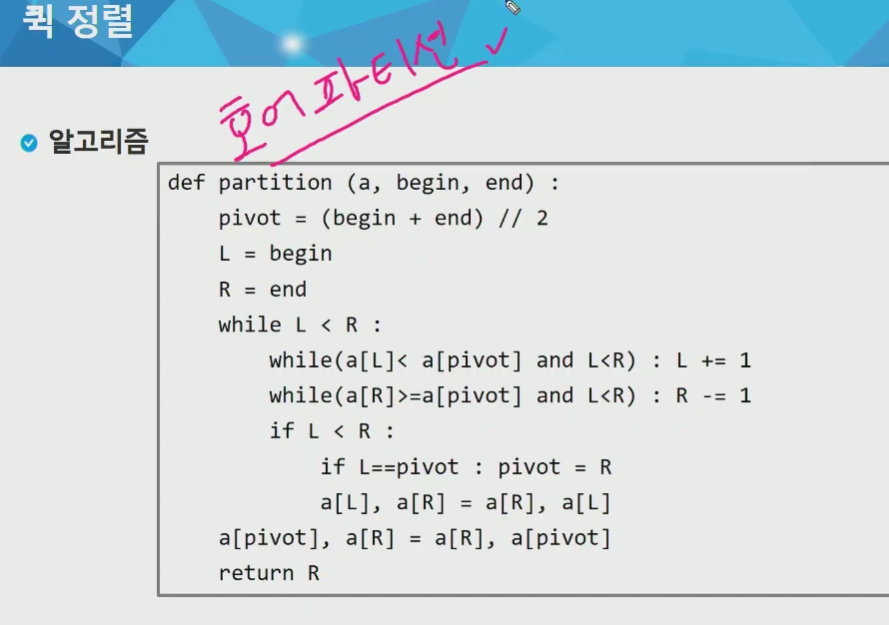 퀵 정렬
호어 파티션
알고리즘
def partition (a, begin, end) :
    pivot = (begin + end) // 2
    L = begin
    R = end
    while L < R :
        while(a[L]< a[pivot] and L<R) : L += 1
        while(a[R]>=a[pivot] and L<R) : R -= 1
        if L < R :
            if L==pivot : pivot = R
            a[L], a[R] = a[R], a[L]
    a[pivot], a[R] = a[R], a[pivot]
    return R